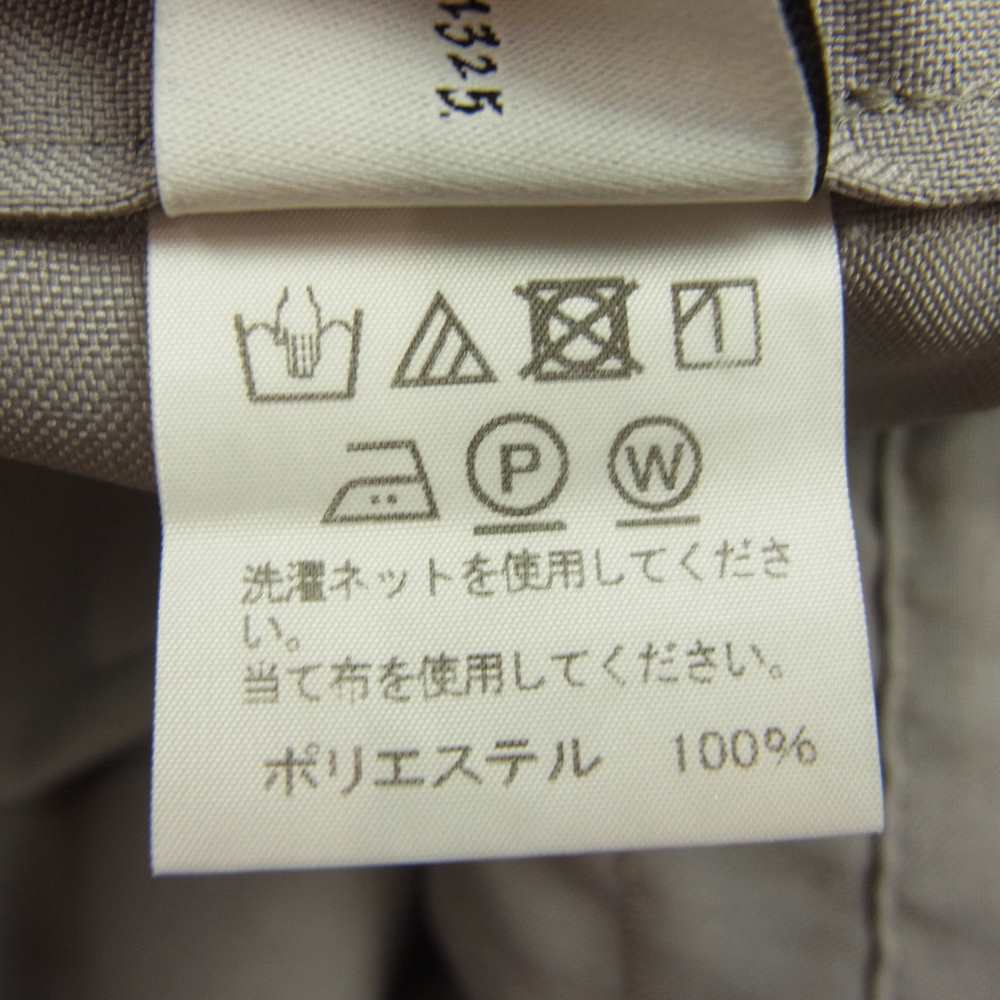 4325
P W
洗濯ネットを使用してくださ
い。
当て布を使用してください。
ポリエステル 100%